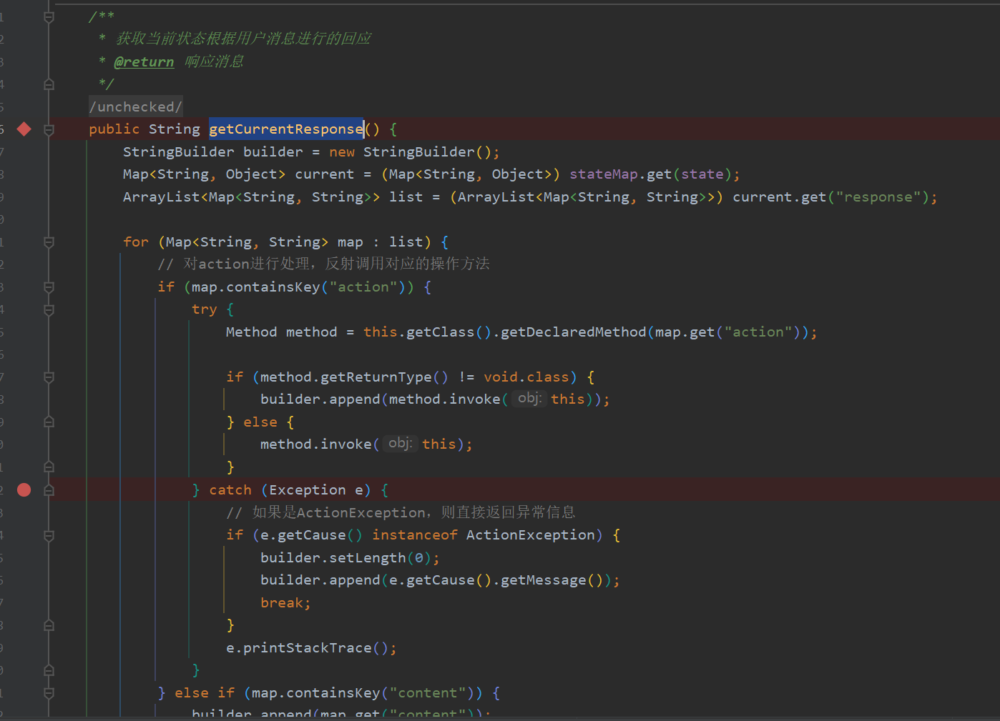 /**
* 获取当前状态根据用户消息进行的回应
* @return 响应消息
*/
/unchecked/
public String getCurrentResponse() {
StringBuilder builder = new StringBuilder();
Map<String, Object> current = (Map<String, Object>) stateMap.get(state);
ArrayList<Map<String, String>> list = (ArrayList<Map<String, String>>) current.get("response");
for (Map<String, String> map : list) {
// 对action进行处理，反射调用对应的操作方法
if (map.containsKey("action")) {
try {
Method method = this.getClass().getDeclaredMethod(map.get("action"));
if (method.getReturnType() != void.class) {
builder.append(method.invoke( obj: this));
} else {
method.invoke( obj: this);
}
} catch (Exception e) {
// 如果是ActionException，则直接返回异常信息
if (e.getCause() instanceof ActionException) {
builder.setLength(0);
builder.append(e.getCause().getMessage());
break;
}
e.printStackTrace();
}
} else if (map.containsKey("content")) {
builder.append(map.get("content"));